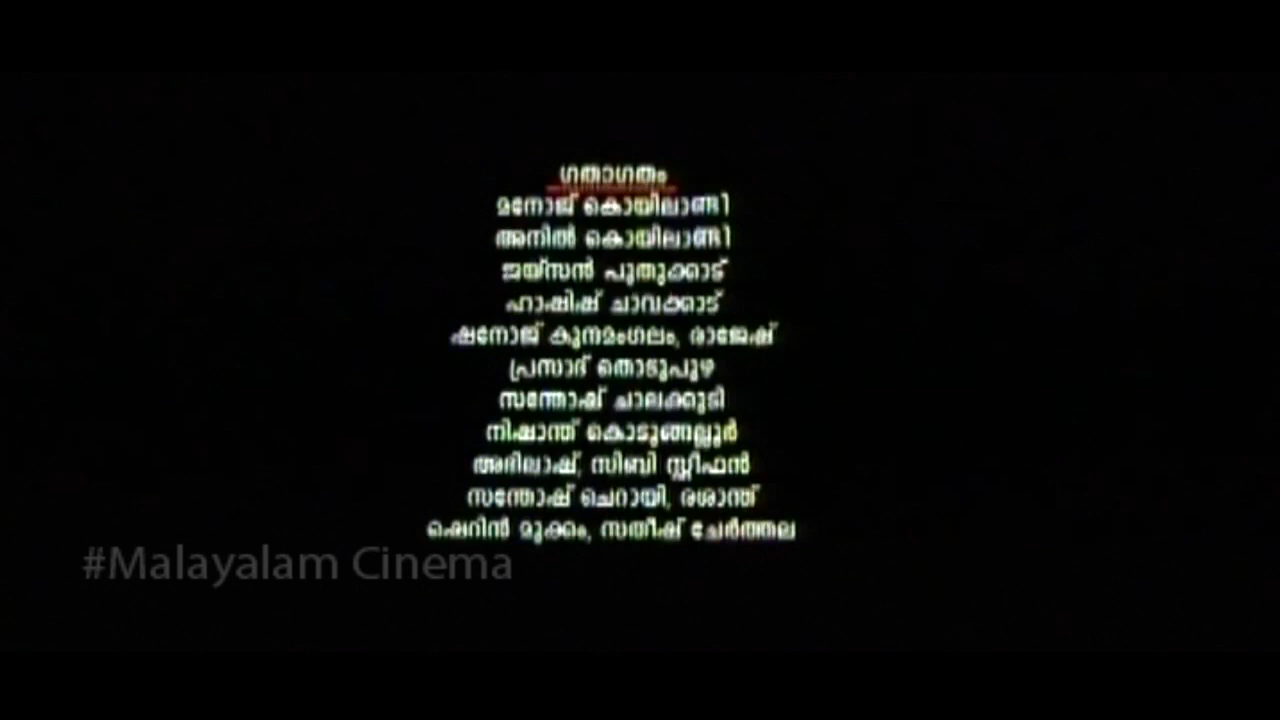 ഗതാഗതം
മനോജ് കൊയിലാണ്ടി
അനിൽ കൊയിലാണ്ടി
ജയ്സൻ പുതുക്കാട്
ഹാഷിഷ് ചാവക്കാട്
ഷനോജ് കുന്ദമംഗലം, രാജേഷ്
പ്രസാദ് തൊടുപുഴ
സന്തോഷ് ചാലക്കുടി
നിഷാന്ത് കൊടുങ്ങല്ലൂർ
അഭിലാഷ്, സിബി സ്റ്റീഫൻ
സന്തോഷ് ചെറായി, രശാന്ത്
ഷെറിൻ മുക്കം, സതീഷ് ചേർത്തല
#Malayalam Cinema